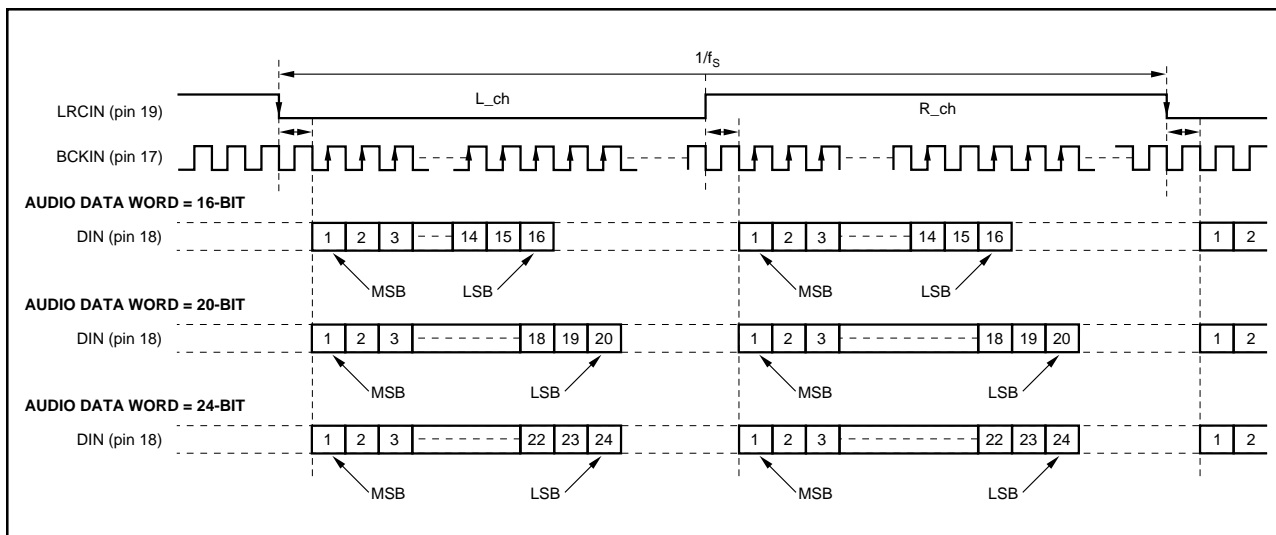 1/fS
L_ch
R_ch
LRCIN (pin 19)
BCKIN (pin 17)
AUDIO DATA WORD = 16-BIT
DIN (pin 18) 1 2 3 14 15 16 1 2 3 14 15 16 1 2
MSB LSB MSB LSB
AUDIO DATA WORD = 20-BIT
DIN (pin 18) 1 2 3 18 19 20 1 2 3 18 19 20 1 2
MSB LSB MSB LSB
AUDIO DATA WORD = 24-BIT
DIN (pin 18) 1 2 3 22 23 24 1 2 3 22 23 24 1 2
MSB LSB MSB LSB